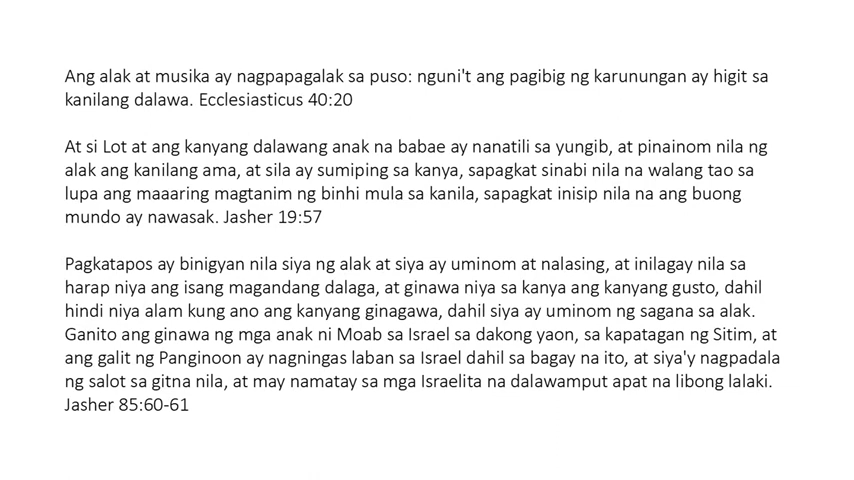 Ang alak at musika ay nagpapagalak sa puso: nguni't ang pagibig ng karunungan ay higit sa
kanilang dalawa. Ecclesiasticus 40:20
At si Lot at ang kanyang dalawang anak na babae ay nanatili sa yungib, at pinainom nila ng
alak ang kanilang ama, at sila ay sumiping sa kanya, sapagkat sinabi nila na walang tao sa
lupa ang maaaring magtanim ng binhi mula sa kanila, sapagkat inisip nila na ang buong
mundo ay nawasak. Jasher 19:57
Pagkatapos ay binigyan nila siya ng alak at siya ay uminom at nalasing, at inilagay nila sa
harap niya ang isang magandang dalaga, at ginawa niya sa kanya ang kanyang gusto, dahil
hindi niya alam kung ano ang kanyang ginagawa, dahil siya ay uminom ng sagana sa alak.
Ganito ang ginawa ng mga anak ni Moab sa Israel sa dakong yaon, sa kapatagan ng Sitim, at
ang galit ng Panginoon ay nagningas laban sa Israel dahil sa bagay na ito, at siya'y nagpadala
ng salot sa gitna nila, at may namatay sa mga Israelita na dalawamput apat na libong lalaki.
Jasher 85:60-61